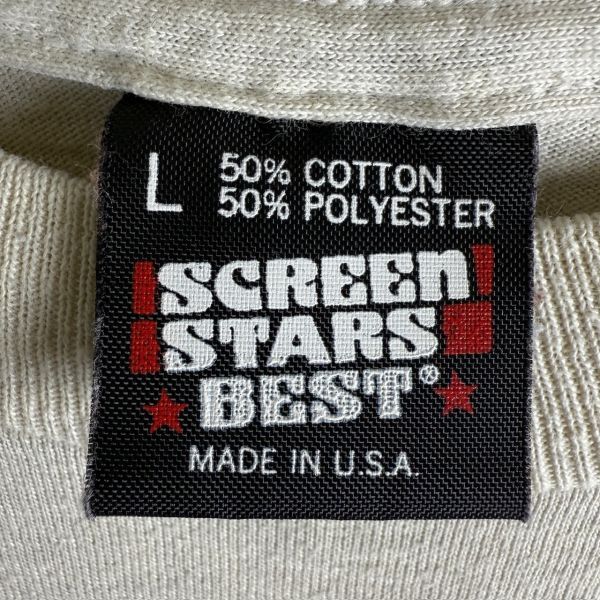 L 50% COTTON
50% POLYESTER
SCREEN
STARS
BEST®
MADE IN U.S.A.